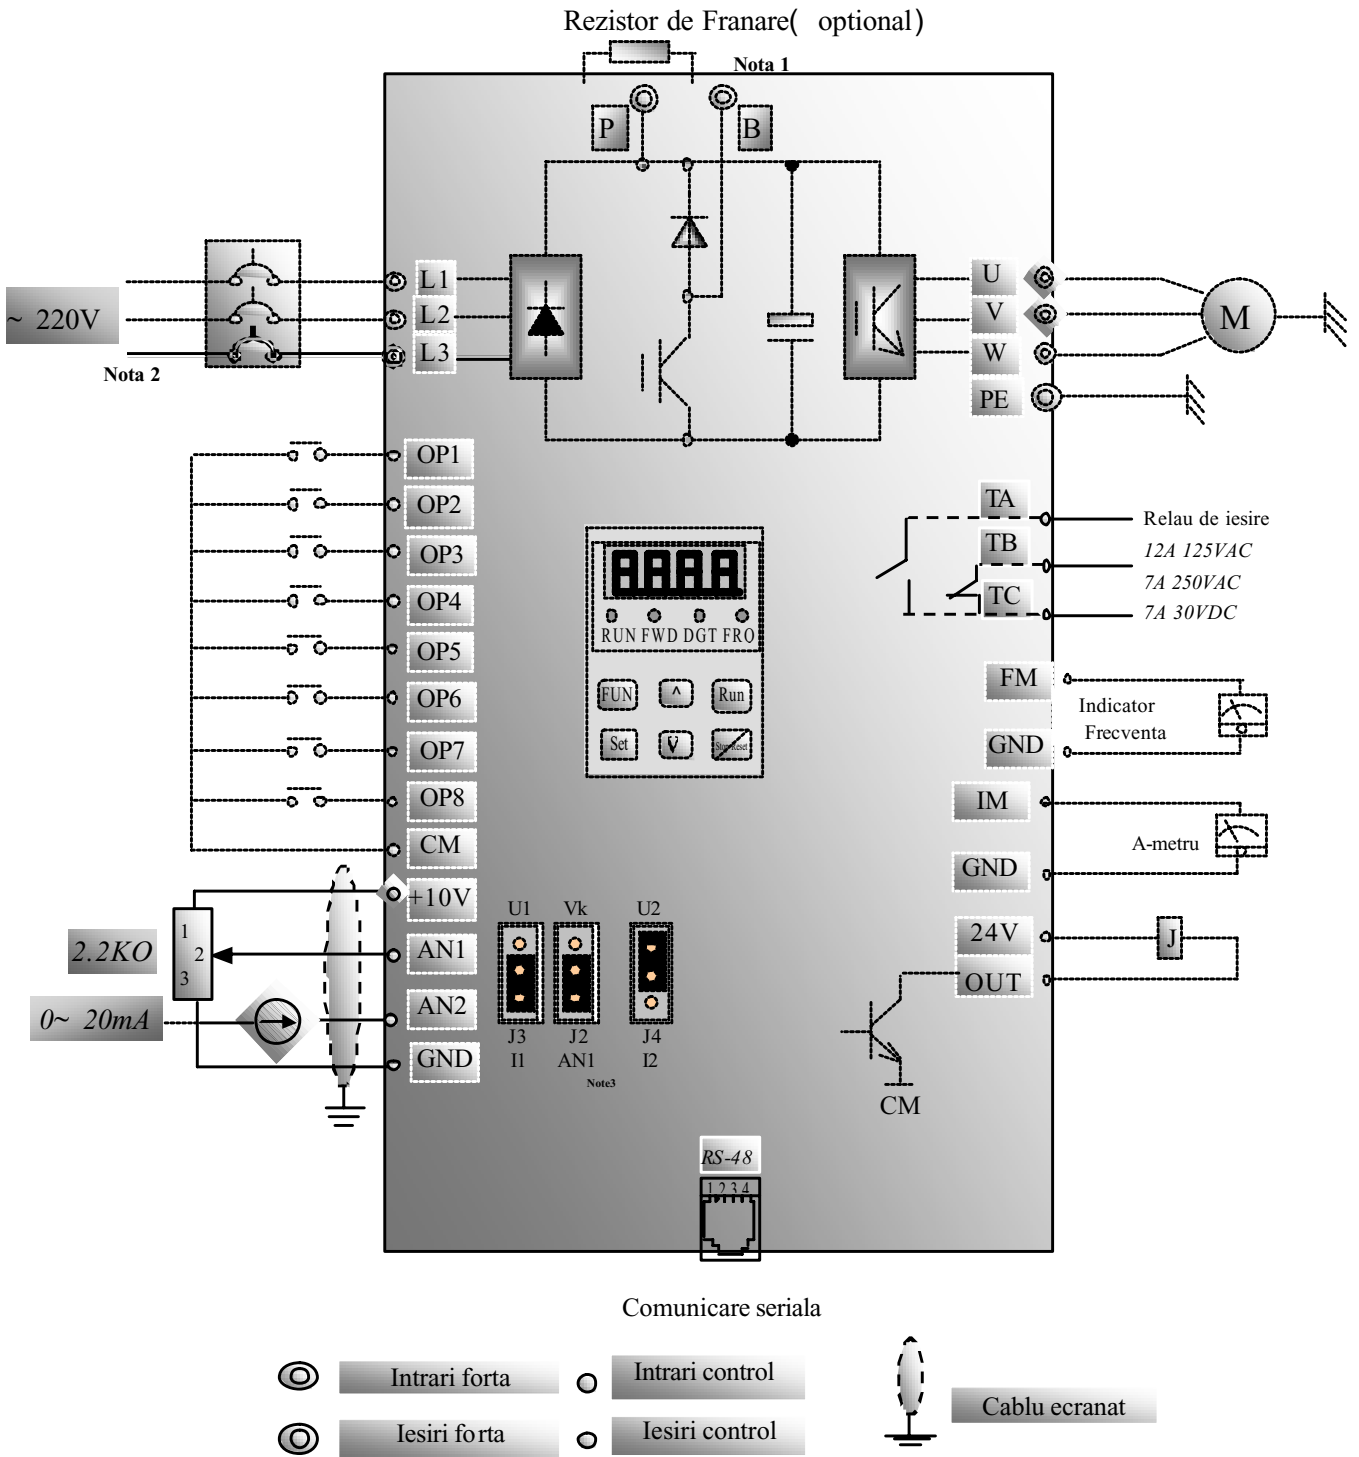 Rezistor de Franare( optional)
Nota 1
P
B
L1
L2
L3
~ 220V
Nota 2
U
V
W
PE
M
OP1
OP2
OP3
OP4
OP5
OP6
OP7
OP8
CM
+10V
AN1
AN2
GND
1
2
3
2.2KO
0~ 20mA
RUN FWD DGT FRQ
FUN
^
Run
Set
V
Stop/Reset
TA
TB
TC
Relau de iesire
12A 125VAC
7A 250VAC
7A 30VDC
FM
GND
Indicator
Frecventa
IM
GND
A-metru
24V
OUT
J
CM
U1
Vk
U2
J3
J2
J4
I1
AN1
I2
Note3
RS-48
1 2 3 4
Comunicare seriala
Intrari forta
Intrari control
Iesiri forta
Iesiri control
Cablu ecranat